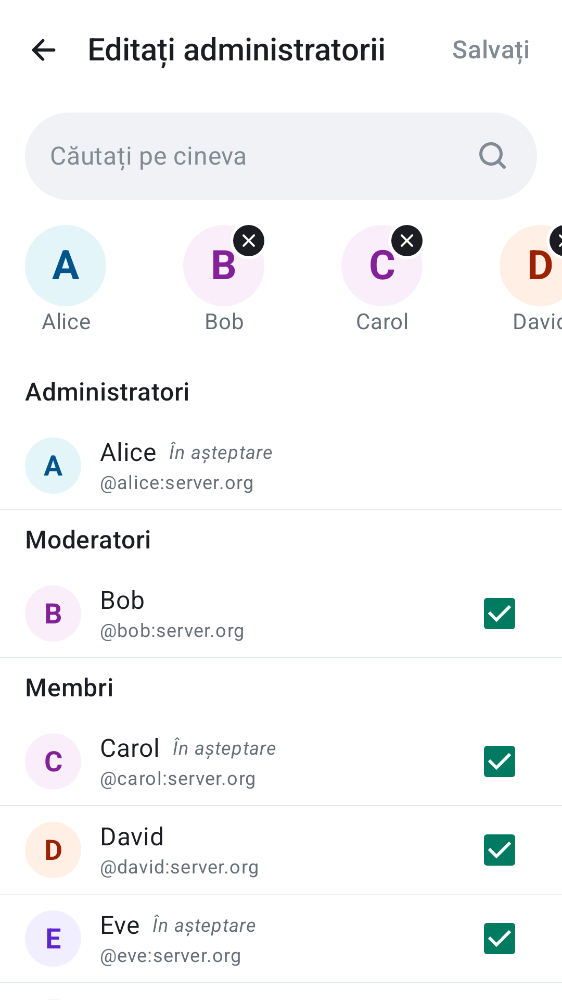 Editați administratorii
Salvați
Căutați pe cineva
A
B
C
D
Alice
Bob
Carol
Administratori
A
Alice În așteptare
@alice:server.org
Moderatori
B
Bob
@bob:server.org
Membri
C
Carol În așteptare
@carol:server.org
D
David
@david:server.org
E
Eve În așteptare
@eve:server.org